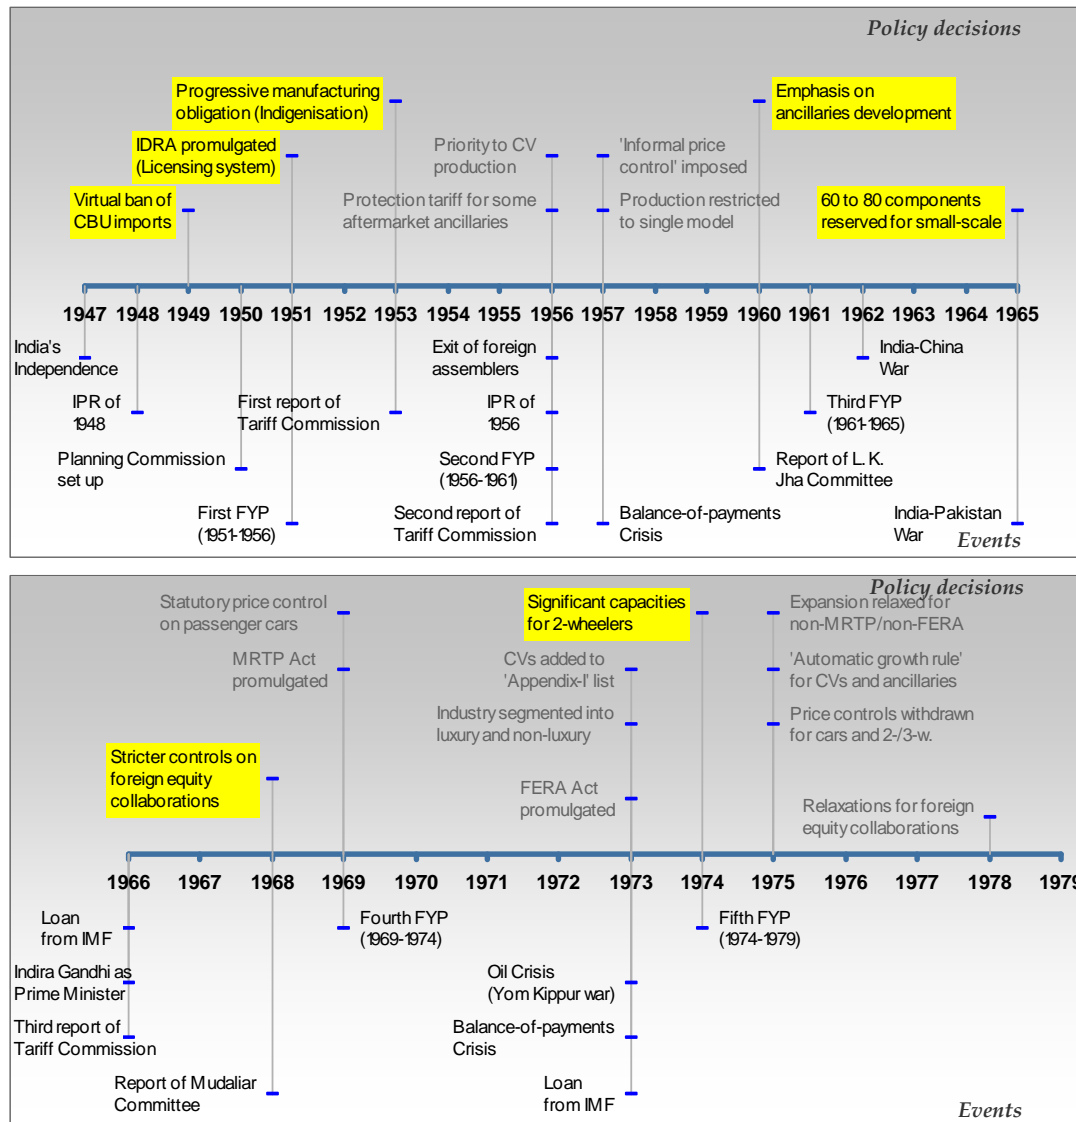 Policy decisions
Progressive manufacturing
obligation (Indigenisation)
Emphasis on
ancillaries development
IDRA promulgated
(Licensing system)
Priority to CV
production
'Informal price
control' imposed
Virtual ban of
CBU imports
Protection tariff for some
aftermarket ancillaries
Production restricted
to single model
60 to 80 components
reserved for small-scale
1947 1948 1949 1950 1951 1952 1953 1954 1955 1956 1957 1958 1959 1960 1961 1962 1963 1964 1965
India's
Independence
Exit of foreign
assemblers
India-China
War
IPR of
1948
First report of
Tariff Commission
IPR of
1956
Third FYP
(1961-1965)
Planning Commission
set up
Second FYP
(1956-1961)
Report of L. K.
Jha Committee
First FYP
(1951-1956)
Second report of
Tariff Commission
Balance-of-payments
Crisis
India-Pakistan
War
Events
Policy decisions
Statutory price control
on passenger cars
Significant capacities
for 2-wheelers
Expansion relaxed for
non-MRTP/non-FERA
MRTP Act
promulgated
CVs added to
'Appendix-I' list
'Automatic growth rule'
for CVs and ancillaries
Industry segmented into
luxury and non-luxury
Price controls withdrawn
for cars and 2-/3-w.
Stricter controls on
foreign equity
collaborations
FERA Act
promulgated
Relaxations for foreign
equity collaborations
1966 1967 1968 1969 1970 1971 1972 1973 1974 1975 1976 1977 1978 1979
Loan
from IMF
Fourth FYP
(1969-1974)
Fifth FYP
(1974-1979)
Indira Gandhi as
Prime Minister
Oil Crisis
(Yom Kippur war)
Third report of
Tariff Commission
Balance-of-payments
Crisis
Report of Mudaliar
Committee
Loan
from IMF
Events